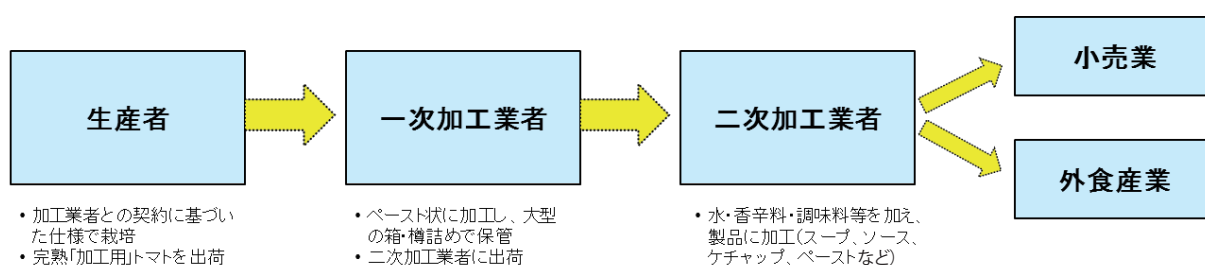 生産者
一次加工業者
二次加工業者
小売業
外食産業
・加工業者との契約に基づい
た仕様で栽培
・完熟「加工用」トマトを出荷
・ペースト状に加工し、大型
の箱・樽詰めで保管
・二次加工業者に出荷
・水・香辛料・調味料等を加え、
製品に加工(スープ、ソース、
ケチャップ、ペーストなど)